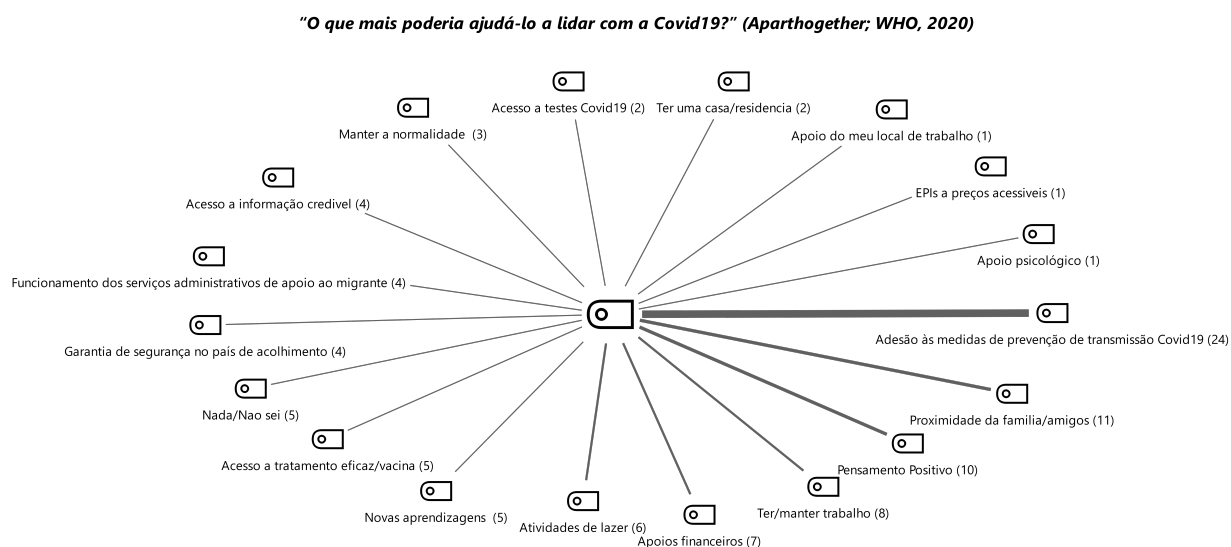 “O que mais poderia ajudá-lo a lidar com a Covid19?” (Aparthogether; WHO, 2020)
Acesso a testes Covid19 (2)
Ter uma casa/residencia (2)
Manter a normalidade (3)
Apoio do meu local de trabalho (1)
EPIs a preços acessiveis (1)
Acesso a informação credivel (4)
Apoio psicológico (1)
Funcionamento dos serviços administrativos de apoio ao migrante (4)
Adesão às medidas de prevenção de transmissão Covid19 (24)
Garantia de segurança no país de acolhimento (4)
Nada/Nao sei (5)
Proximidade da familia/amigos (11)
Acesso a tratamento eficaz/vacina (5)
Pensamento Positivo (10)
Novas aprendizagens (5)
Ter/manter trabalho (8)
Atividades de lazer (6)
Apoios financeiros (7)